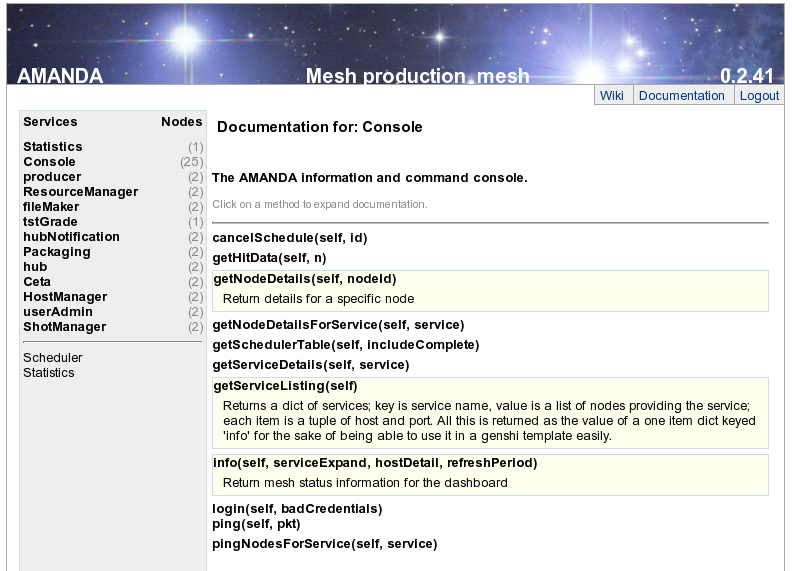 AMANDA Mesh production_mesh 0.2.41
Wiki Documentation Logout
Services Nodes
Statistics (1)
Console (25)
producer (2)
ResourceManager (2)
fileMaker (2)
tstGrade (1)
hubNotification (2)
Packaging (2)
hub (2)
Ceta (2)
HostManager (2)
userAdmin (2)
ShotManager (2)
Scheduler
Statistics
Documentation for: Console
The AMANDA information and command console.
Click on a method to expand documentation.
cancelSchedule(self, id)
getHitData(self, n)
getNodeDetails(self, nodeId)
Return details for a specific node
getNodeDetailsForService(self, service)
getSchedulerTable(self, includeComplete)
getServiceDetails(self, service)
getServiceListing(self)
Returns a dict of services; key is service name, value is a list of nodes providing the service;
each item is a tuple of host and port. All this is returned as the value of a one item dict keyed
'info' for the sake of being able to use it in a genshi template easily.
info(self, serviceExpand, hostDetail, refreshPeriod)
Return mesh status information for the dashboard
login(self, badCredentials)
ping(self, pkt)
pingNodesForService(self, service)